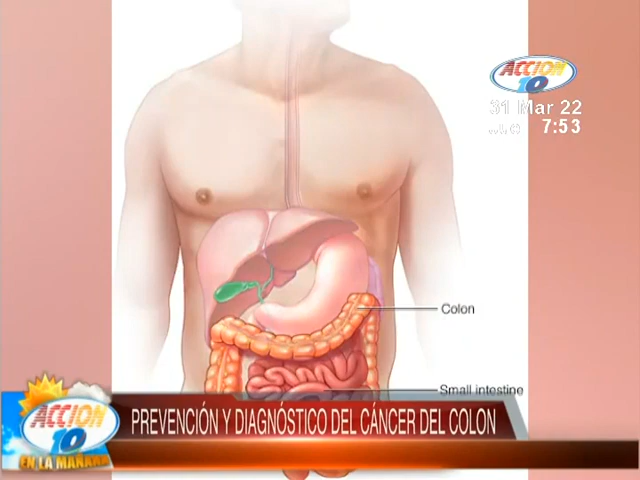 ACCION
10
31 Mar 22
7:53
Colon
Small intestine
ACCION
10
EN LA MAÑANA
PREVENCIÓN Y DIAGNÓSTICO DEL CÁNCER DEL COLON